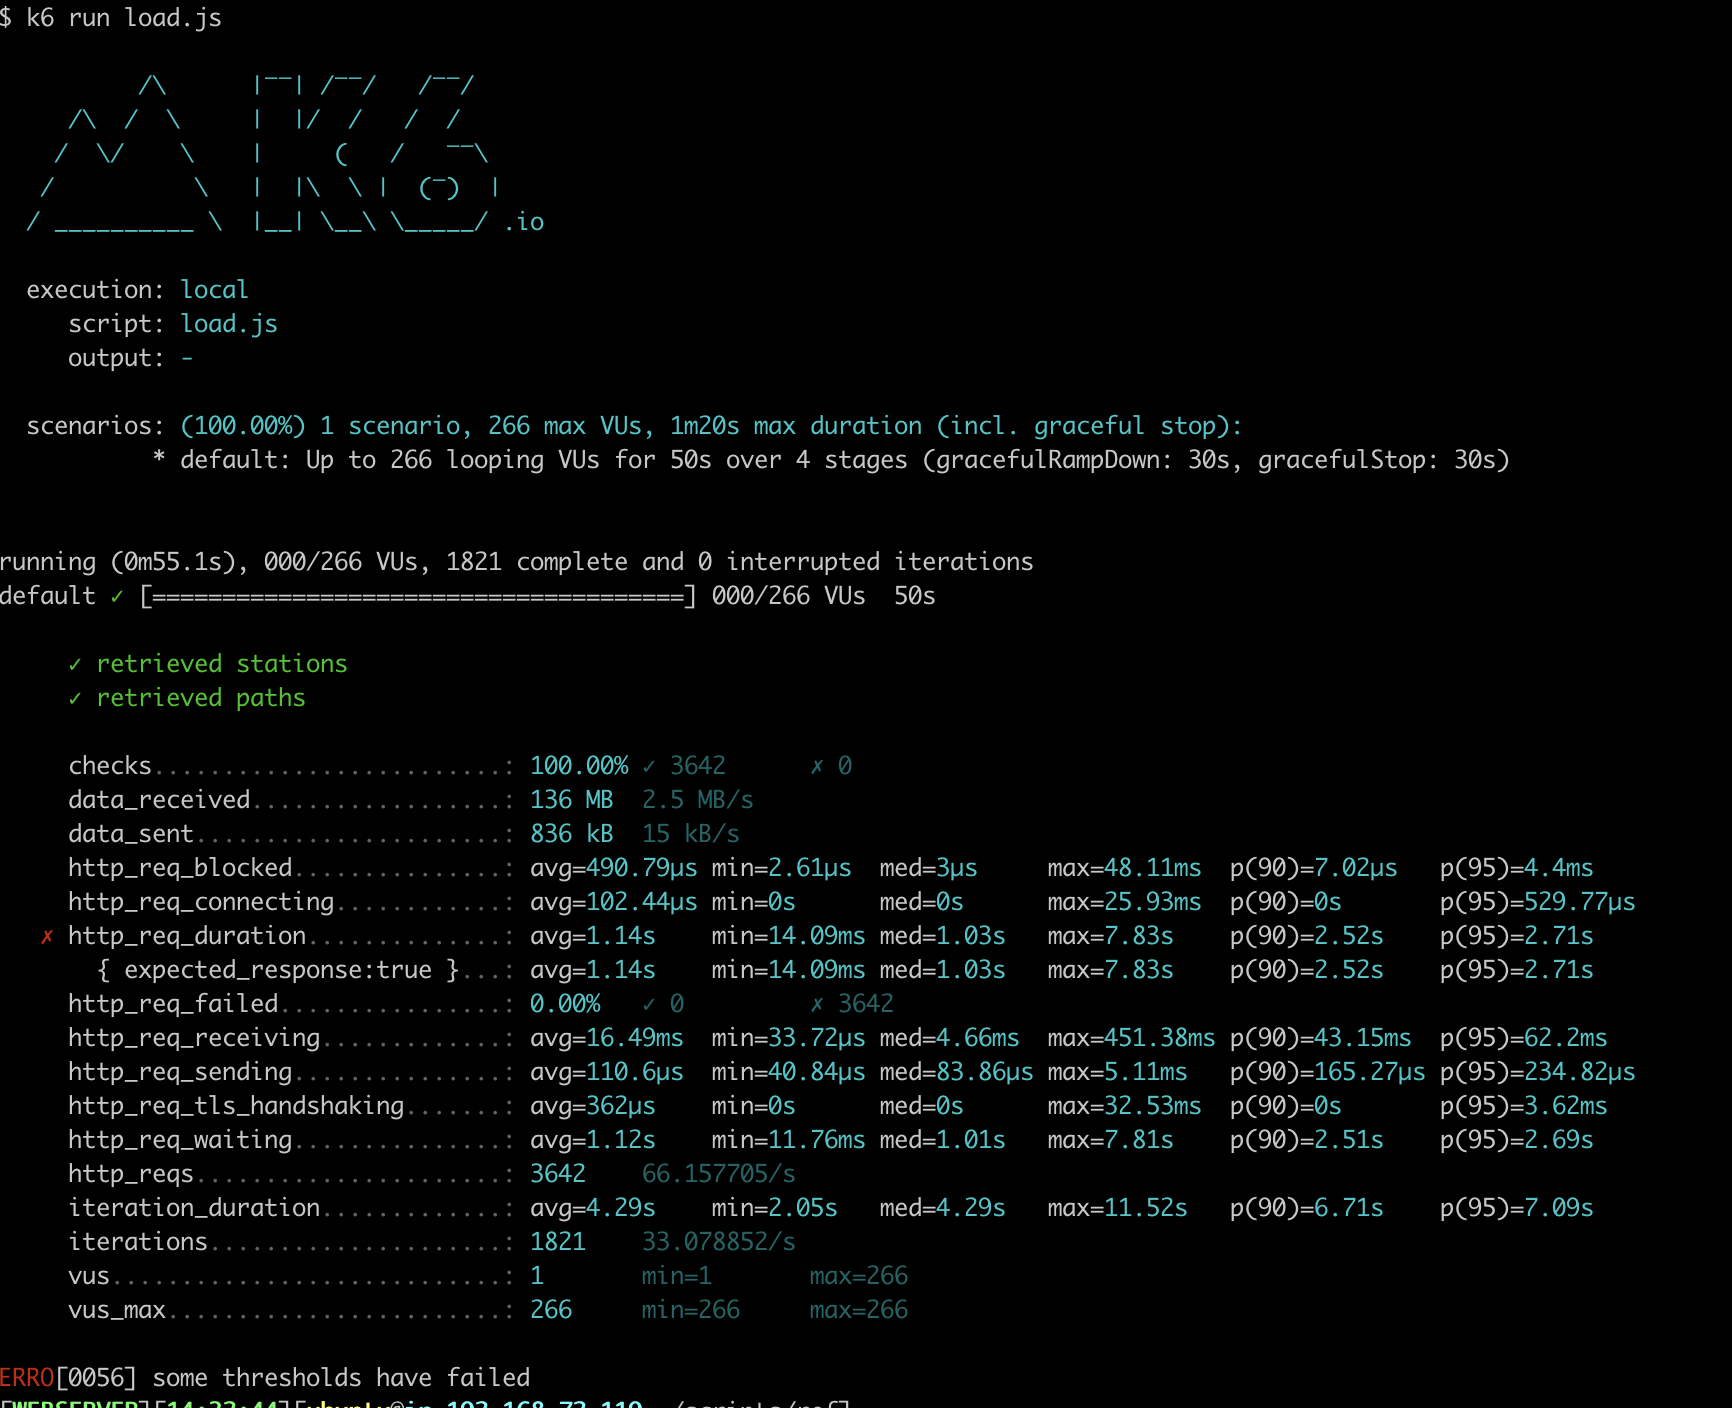 $ k6 run load.js
          /\      |‾‾| /‾‾/   /‾‾/
     /\  /  \     |  |/  /   /  /
    /  \/    \    |     (   /   ‾‾\
   /          \   |  |\  \ |  (‾)  |
  / __________ \  |__| \__\ \_____/ .io
  execution: local
     script: load.js
     output: -
  scenarios: (100.00%) 1 scenario, 266 max VUs, 1m20s max duration (incl. graceful stop):
           * default: Up to 266 looping VUs for 50s over 4 stages (gracefulRampDown: 30s, gracefulStop: 30s)
running (0m55.1s), 000/266 VUs, 1821 complete and 0 interrupted iterations
default ✓ [======================================] 000/266 VUs  50s
     ✓ retrieved stations
     ✓ retrieved paths
     checks.........................: 100.00% ✓ 3642      ✗ 0
     data_received..................: 136 MB  2.5 MB/s
     data_sent......................: 836 kB  15 kB/s
     http_req_blocked...............: avg=490.79µs min=2.61µs  med=3µs     max=48.11ms  p(90)=7.02µs   p(95)=4.4ms
     http_req_connecting............: avg=102.44µs min=0s      med=0s      max=25.93ms  p(90)=0s       p(95)=529.77µs
   ✗ http_req_duration..............: avg=1.14s    min=14.09ms med=1.03s   max=7.83s    p(90)=2.52s    p(95)=2.71s
       { expected_response:true }...: avg=1.14s    min=14.09ms med=1.03s   max=7.83s    p(90)=2.52s    p(95)=2.71s
     http_req_failed................: 0.00%   ✓ 0         ✗ 3642
     http_req_receiving.............: avg=16.49ms  min=33.72µs med=4.66ms  max=451.38ms p(90)=43.15ms  p(95)=62.2ms
     http_req_sending...............: avg=110.6µs  min=40.84µs med=83.86µs max=5.11ms   p(90)=165.27µs p(95)=234.82µs
     http_req_tls_handshaking.......: avg=362µs    min=0s      med=0s      max=32.53ms  p(90)=0s       p(95)=3.62ms
     http_req_waiting...............: avg=1.12s    min=11.76ms med=1.01s   max=7.81s    p(90)=2.51s    p(95)=2.69s
     http_reqs......................: 3642    66.157705/s
     iteration_duration.............: avg=4.29s    min=2.05s   med=4.29s   max=11.52s   p(90)=6.71s    p(95)=7.09s
     iterations.....................: 1821    33.078852/s
     vus............................: 1       min=1       max=266
     vus_max........................: 266     min=266     max=266
ERRO[0056] some thresholds have failed